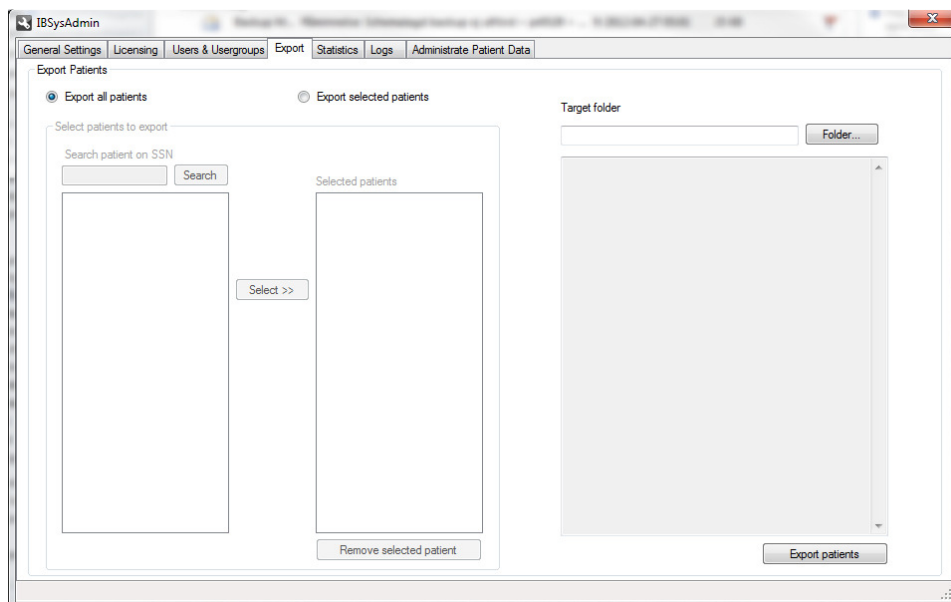 IBSysAdmin
General Settings Licensing Users & Usergroups Export Statistics Logs Administrate Patient Data
Export Patients
Export all patients
Export selected patients
Select patients to export
Search patient on SSN
Search
Selected patients
Select >>
Remove selected patient
Target folder
Folder...
Export patients